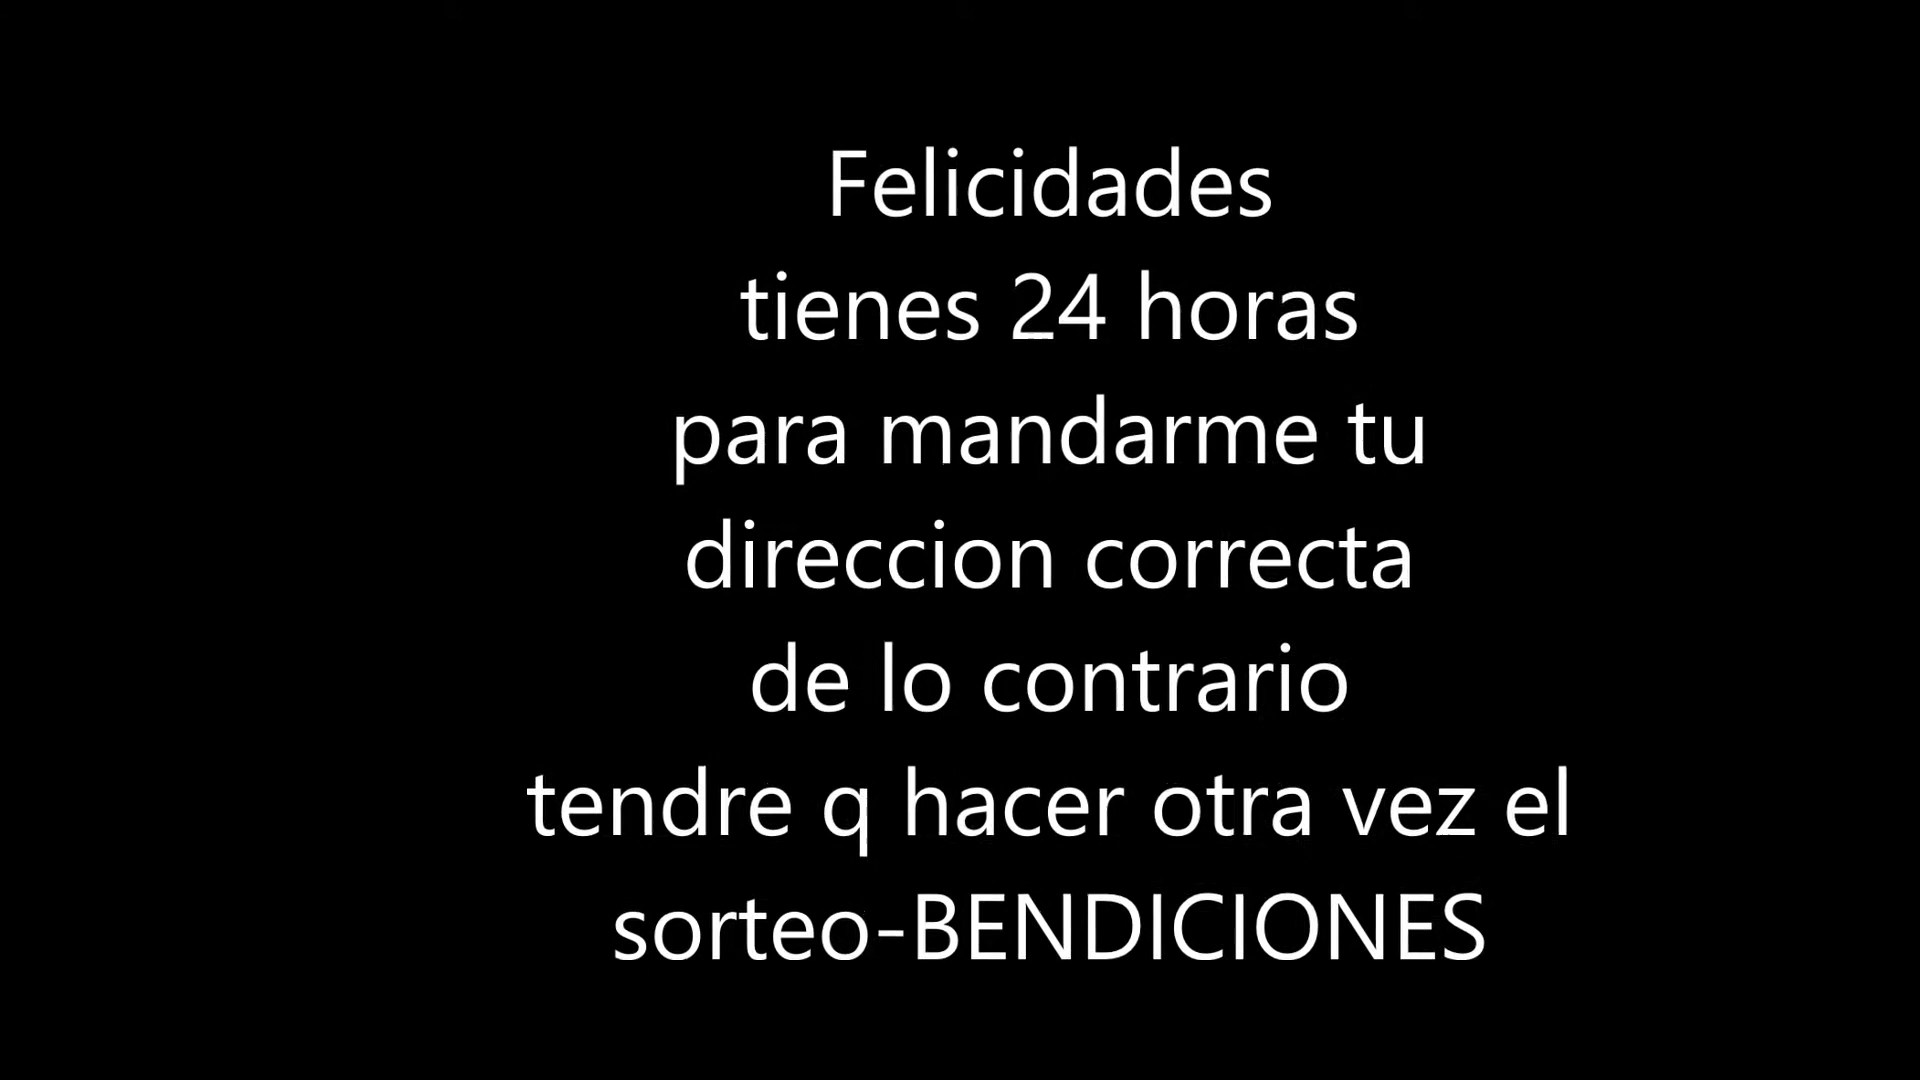 Felicidades
tienes 24 horas
para mandarme tu
direccion correcta
de lo contrario
tendre q hacer otra vez el
sorteo-BENDICIONES